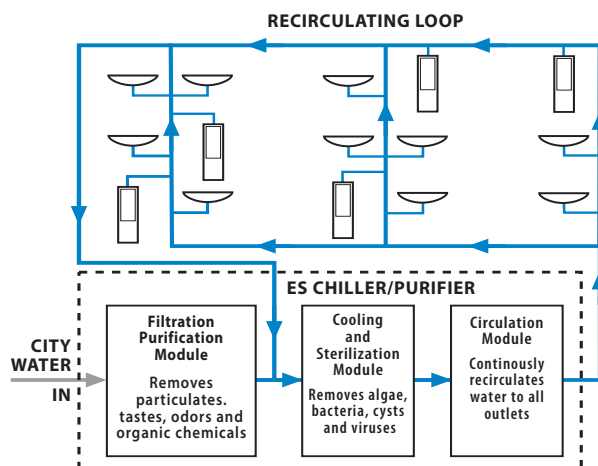 RECIRCULATING LOOP
ES CHILLER/PURIFIER
CITY
WATER
IN
Filtration
Purification
Module
Removes
particulates.
tastes, odors and
organic chemicals
Cooling
and
Sterilization
Module
Removes algae,
bacteria, cysts
and viruses
Circulation
Module
Continously
recirculates
water to all
outlets